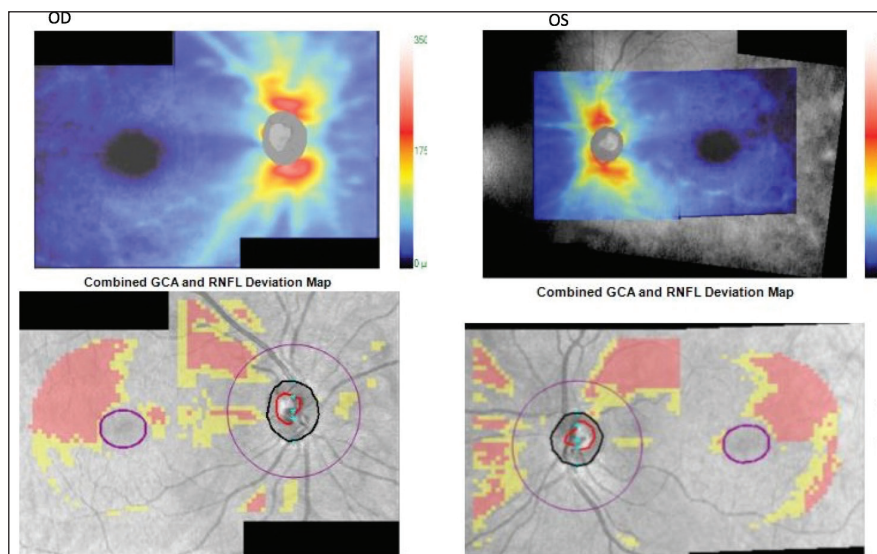 OD
OS
350
175
0 µ
Combined GCA and RNFL Deviation Map
Combined GCA and RNFL Deviation Map